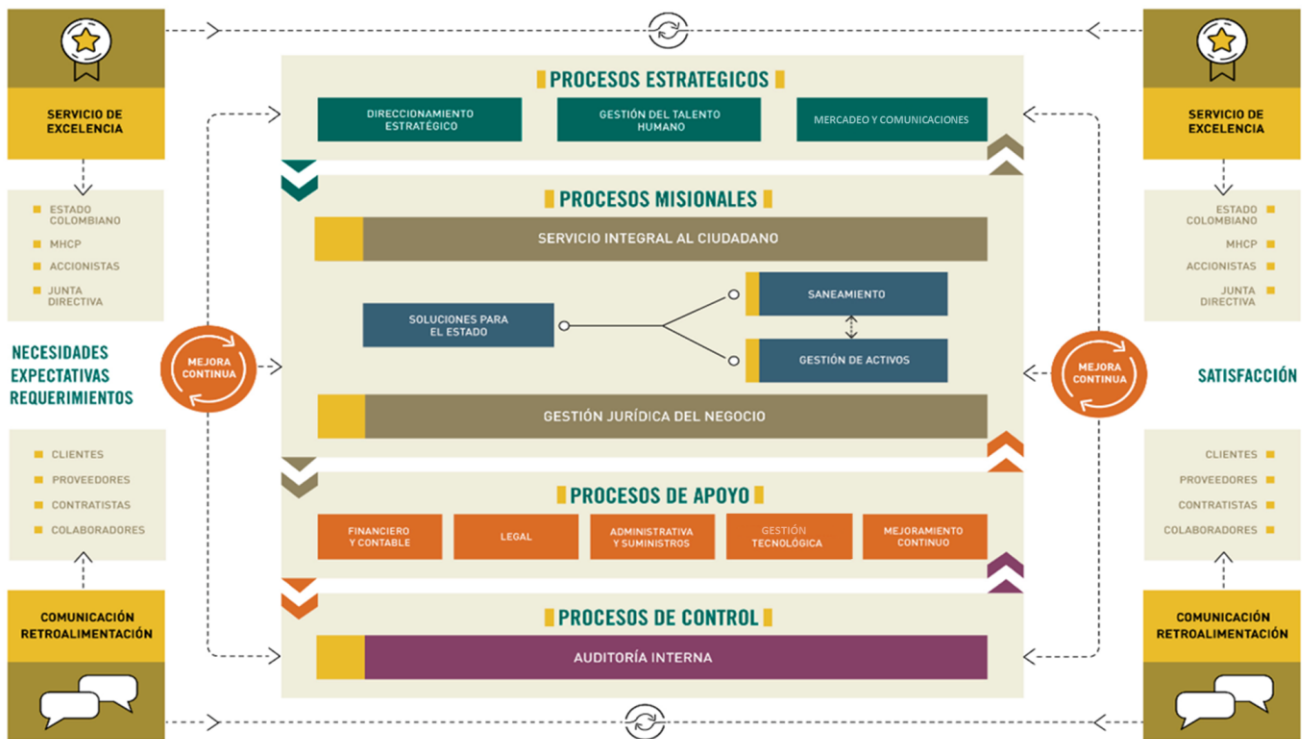 SERVICIO DE
EXCELENCIA
ESTADO
COLOMBIANO
MHCP
ACCIONISTAS
JUNTA
DIRECTIVA
NECESIDADES
EXPECTATIVAS
REQUERIMIENTOS
CLIENTES
PROVEEDORES
CONTRATISTAS
COLABORADORES
COMUNICACIÓN
RETROALIMENTACIÓN
MEJORA
CONTINUA
PROCESOS ESTRATEGICOS
DIRECCIONAMIENTO
ESTRATÉGICO
GESTIÓN DEL TALENTO
HUMANO
MERCADEO Y COMUNICACIONES
PROCESOS MISIONALES
SERVICIO INTEGRAL AL CIUDADANO
SOLUCIONES PARA
EL ESTADO
SANEAMIENTO
GESTIÓN DE ACTIVOS
GESTIÓN JURÍDICA DEL NEGOCIO
PROCESOS DE APOYO
FINANCIERO
Y CONTABLE
LEGAL
ADMINISTRATIVA
Y SUMINISTROS
GESTIÓN
TECNOLÓGICA
MEJORAMIENTO
CONTINUO
PROCESOS DE CONTROL
AUDITORÍA INTERNA
MEJORA
CONTINUA
SERVICIO DE
EXCELENCIA
ESTADO
COLOMBIANO
MHCP
ACCIONISTAS
JUNTA
DIRECTIVA
SATISFACCIÓN
CLIENTES
PROVEEDORES
CONTRATISTAS
COLABORADORES
COMUNICACIÓN
RETROALIMENTACIÓN